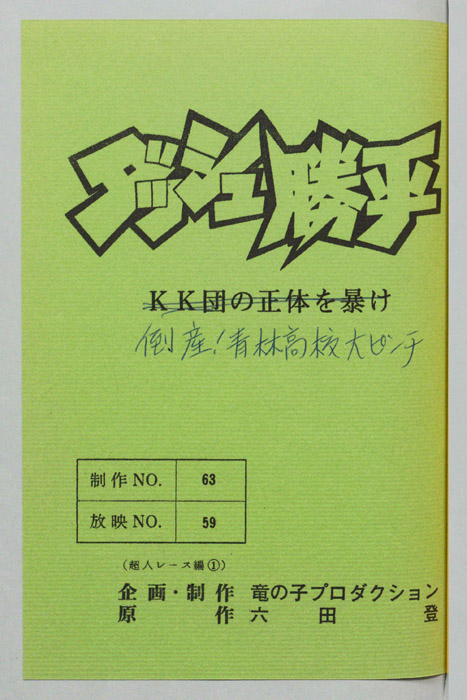 ダッシュ勝平
KK団の正体を暴け
倒産!青林高校大ピンチ
制作NO. 63
放映NO. 59
(超人レース編①)
企画・制作 竜の子プロダクション
原作 六田登